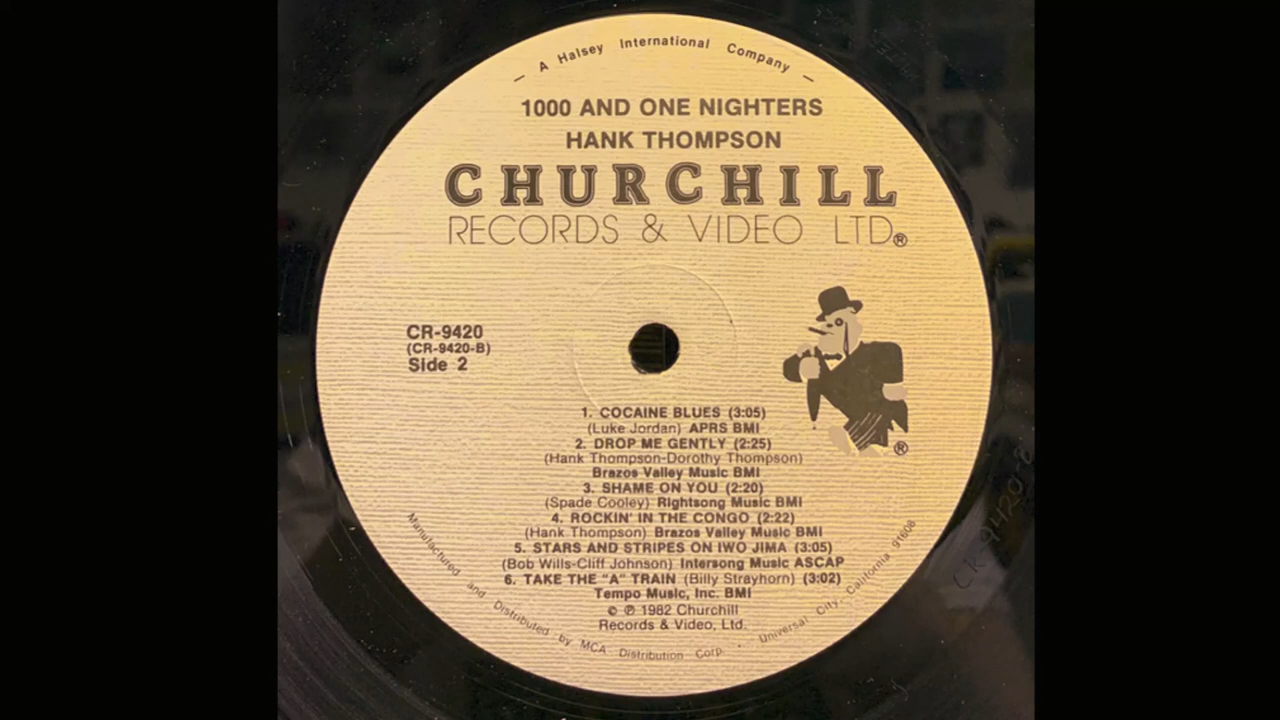 — A Halsey International Company —
1000 AND ONE NIGHTERS
HANK THOMPSON
CHURCHILL
RECORDS & VIDEO LTD.®
®
CR-9420
(CR-9420-B)
Side 2
1. COCAINE BLUES (3:05)
(Luke Jordan) APRS BMI
2. DROP ME GENTLY (2:25)
(Hank Thompson-Dorothy Thompson)
Brazos Valley Music BMI
3. SHAME ON YOU (2:20)
(Spade Cooley) Rightsong Music BMI
4. ROCKIN' IN THE CONGO (2:22)
(Hank Thompson) Brazos Valley Music BMI
5. STARS AND STRIPES ON IWO JIMA (3:05)
(Bob Wills-Cliff Johnson) Intersong Music ASCAP
6. TAKE THE "A" TRAIN (Billy Strayhorn) (3:02)
Tempo Music, Inc. BMI
© ℗ 1982 Churchill
Records & Video, Ltd.
Manufactured and Distributed by MCA Distribution Corp. · Universal City, California 91608